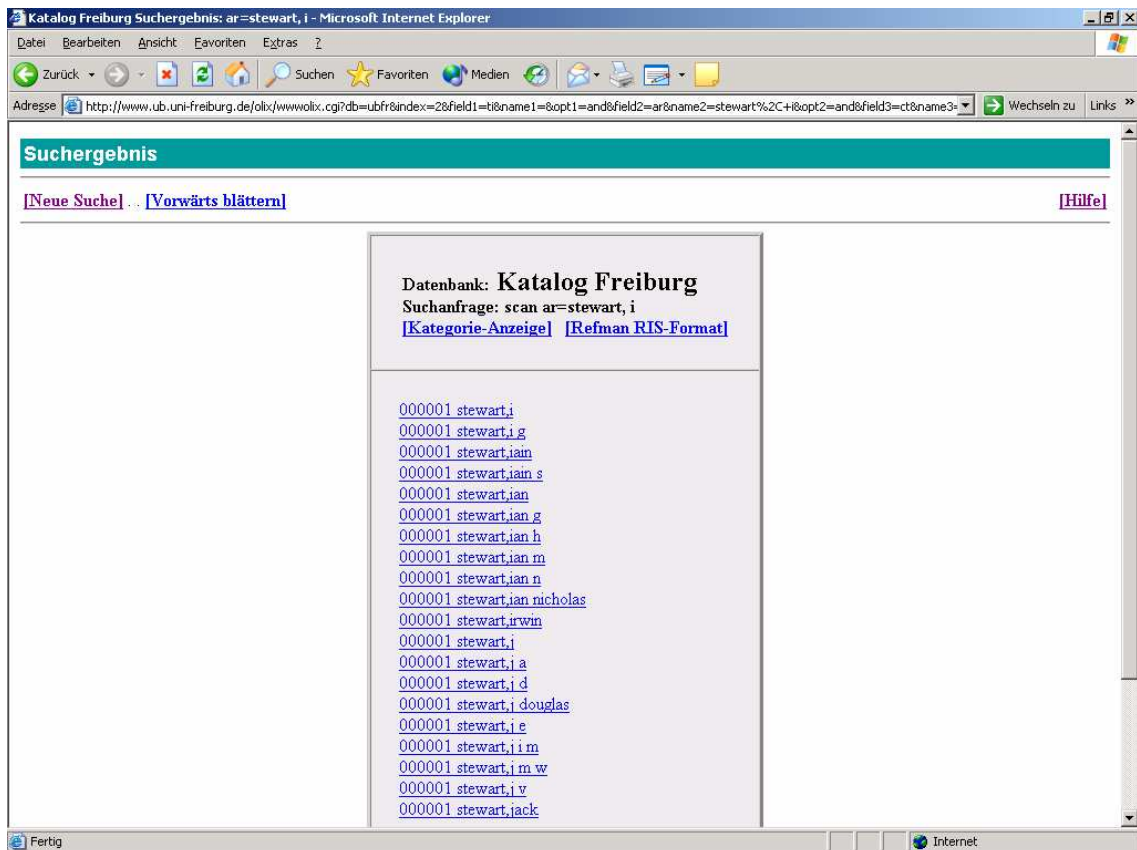 Katalog Freiburg Suchergebnis: ar=stewart, i - Microsoft Internet Explorer
Datei Bearbeiten Ansicht Favoriten Extras ?
Zurück Suchen Favoriten Medien
Adresse http://www.ub.uni-freiburg.de/olix/wwwolix.cgi?db=ubfr&index=2&field1=ti&name1=&opt1=and&field2=ar&name2=stewart%2C+i&opt2=and&field3=ct&name3= Wechseln zu Links »
Suchergebnis
[Neue Suche] . . [Vorwärts blättern] [Hilfe]
Datenbank: Katalog Freiburg
Suchanfrage: scan ar=stewart, i
[Kategorie-Anzeige] [Refman RIS-Format]
000001 stewart,i
000001 stewart,i g
000001 stewart,iain
000001 stewart,iain s
000001 stewart,ian
000001 stewart,ian g
000001 stewart,ian h
000001 stewart,ian m
000001 stewart,ian n
000001 stewart,ian nicholas
000001 stewart,irwin
000001 stewart,j
000001 stewart,j a
000001 stewart,j d
000001 stewart,j douglas
000001 stewart,j e
000001 stewart,j i m
000001 stewart,j m w
000001 stewart,j v
000001 stewart,jack
Fertig Internet